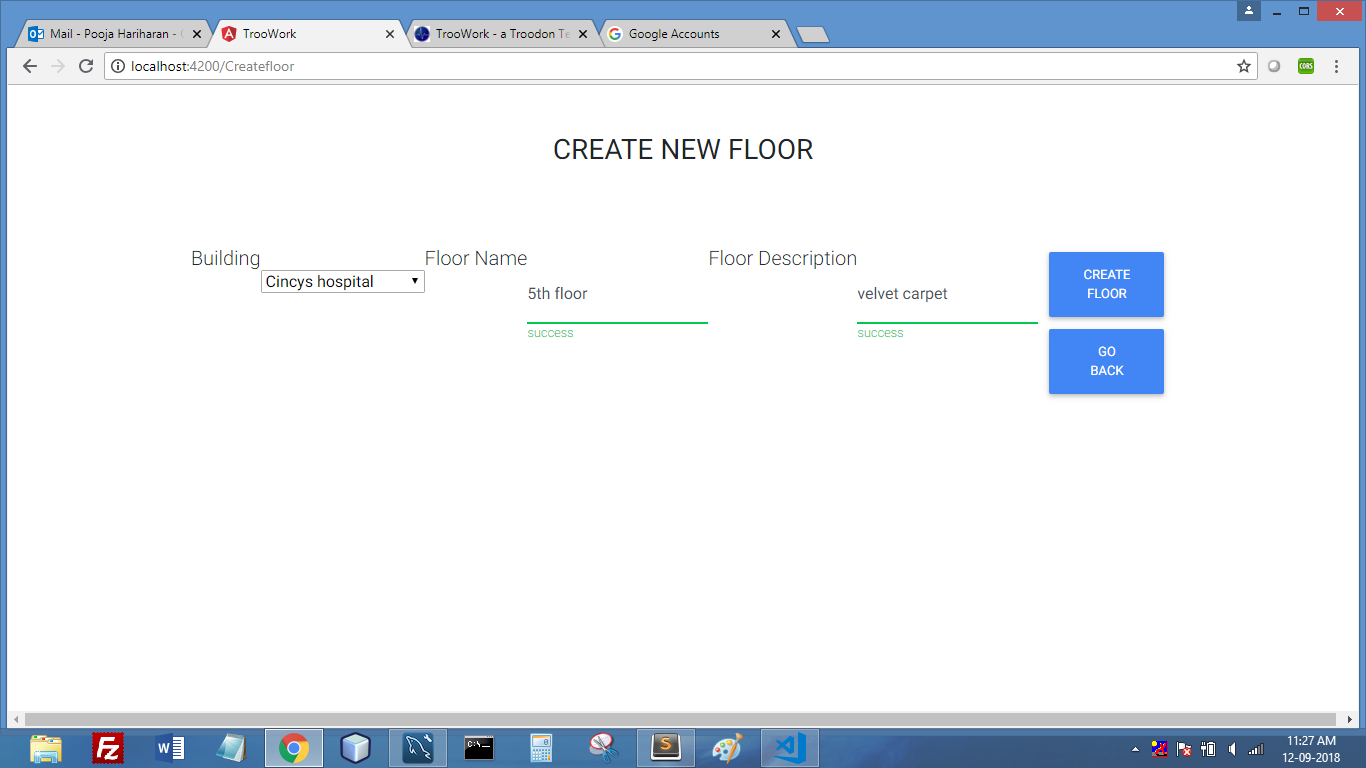 Mail - Pooja Hariharan -
TrooWork
TrooWork - a Troodon Te
Google Accounts
localhost:4200/Createfloor
CORS
CREATE NEW FLOOR
Building
Cincys hospital
Floor Name
5th floor
success
Floor Description
velvet carpet
success
CREATE
FLOOR
GO
BACK
11:27 AM
12-09-2018